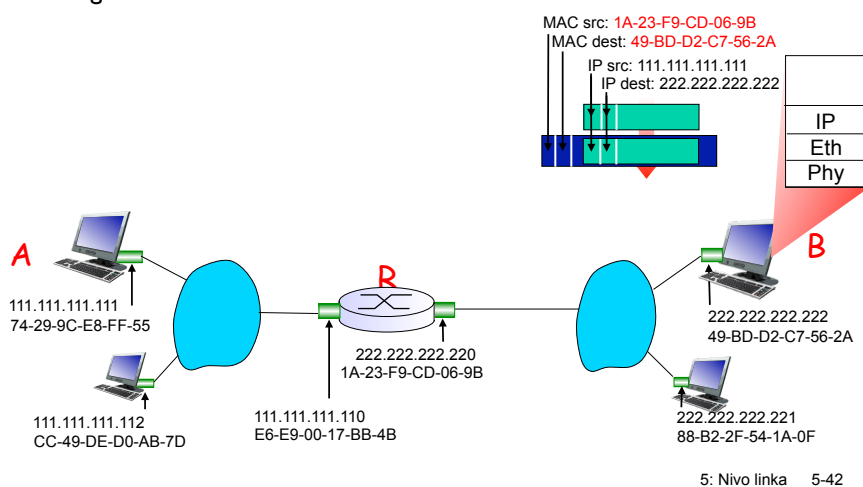 MAC src: 1A-23-F9-CD-06-9B
MAC dest: 49-BD-D2-C7-56-2A
IP src: 111.111.111.111
IP dest: 222.222.222.222
IP
Eth
Phy
A
R
B
111.111.111.111
74-29-9C-E8-FF-55
222.222.222.222
49-BD-D2-C7-56-2A
222.222.222.220
1A-23-F9-CD-06-9B
111.111.111.112
CC-49-DE-D0-AB-7D
111.111.111.110
E6-E9-00-17-BB-4B
222.222.222.221
88-B2-2F-54-1A-0F
5: Nivo linka 5-42